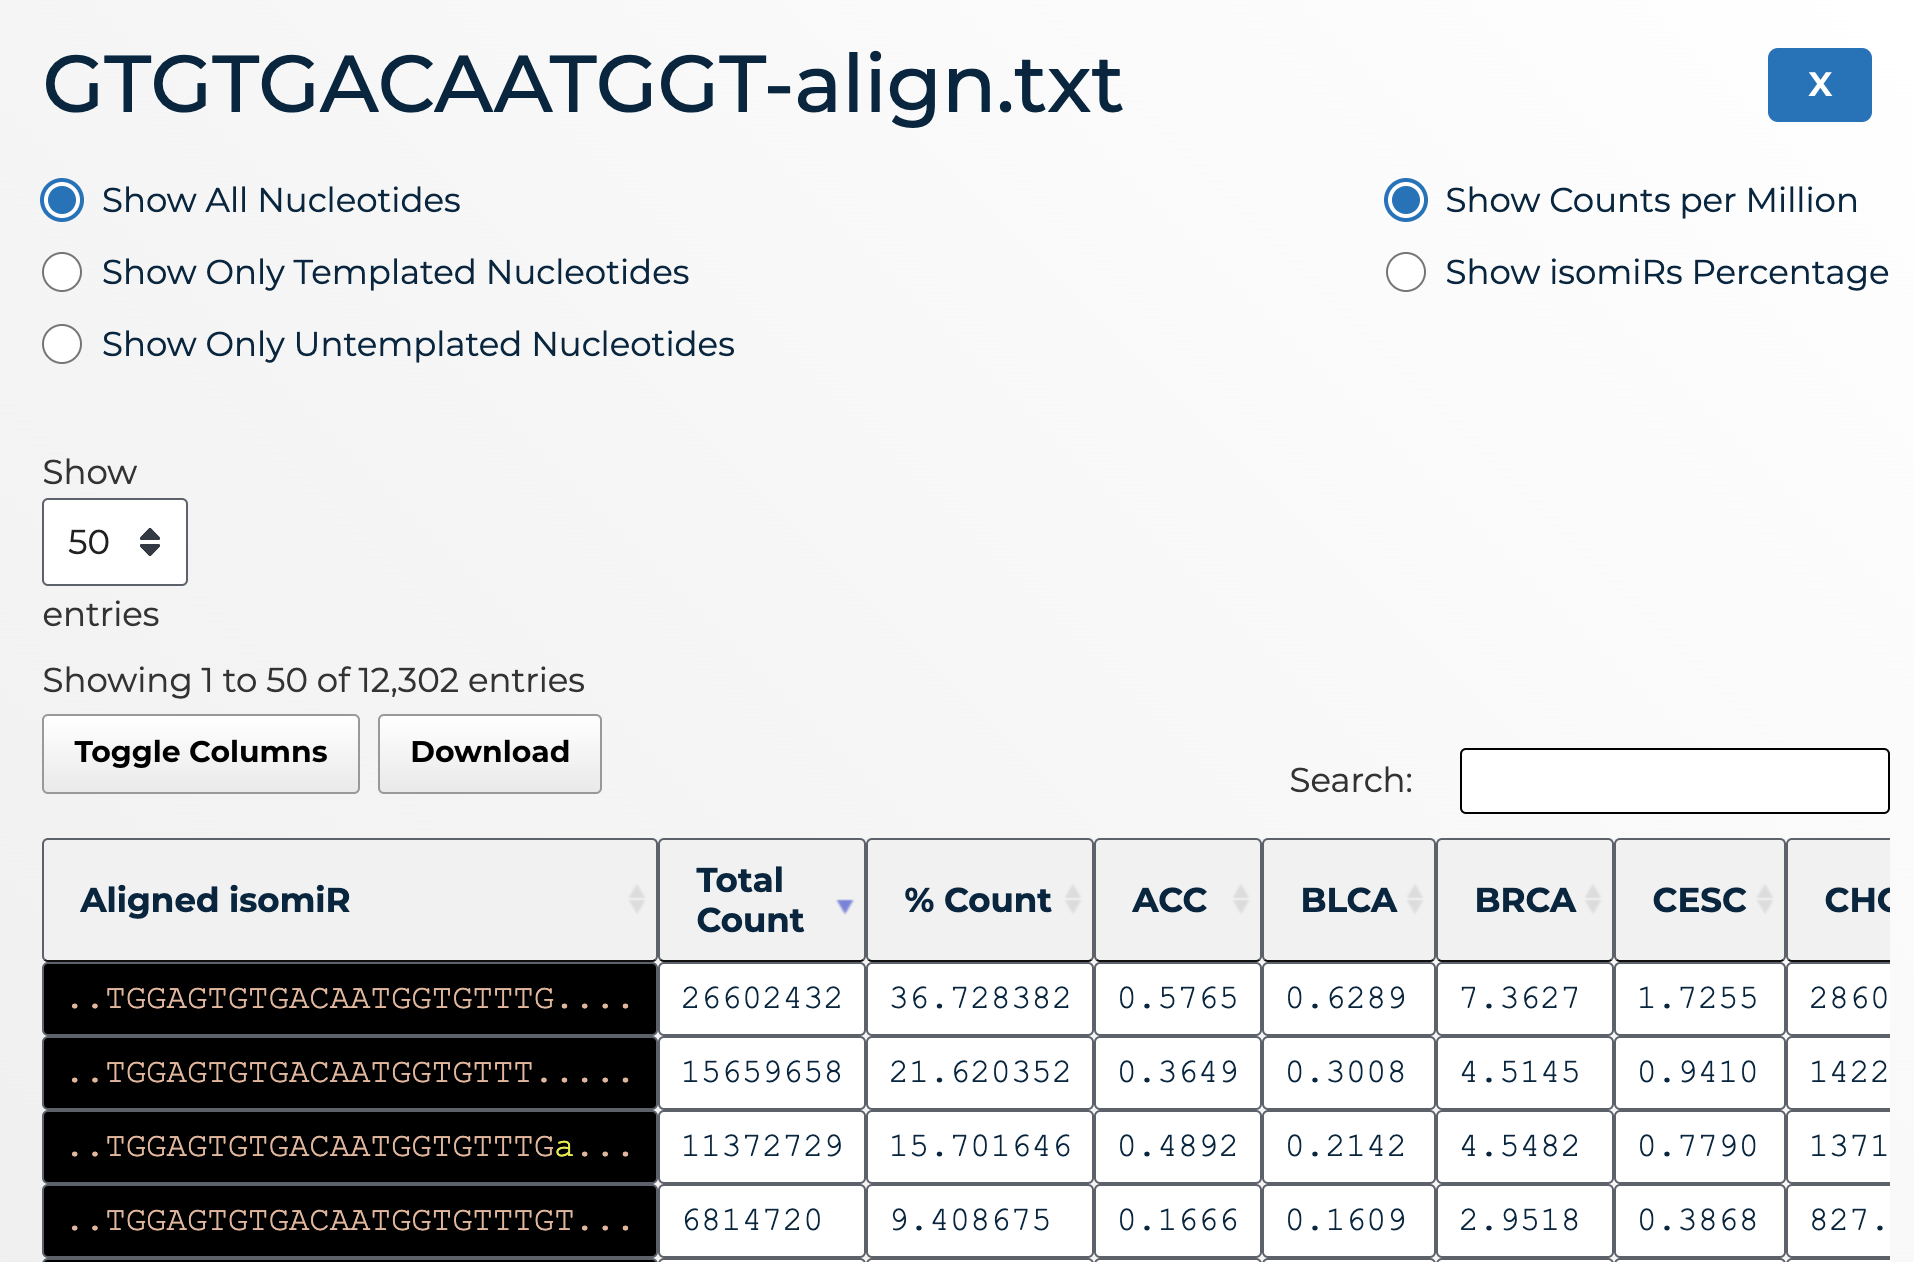 GTGTGACAATGGT-align.txt
X
Show All Nucleotides
Show Counts per Million
Show Only Templated Nucleotides
Show isomiRs Percentage
Show Only Untemplated Nucleotides
Show
50
entries
Showing 1 to 50 of 12,302 entries
Toggle Columns Download
Search:
Aligned isomiR Total Count % Count ACC BLCA BRCA CESC CHO
..TGGAGTGTGACAATGGTGTTTG.... 26602432 36.728382 0.5765 0.6289 7.3627 1.7255 2860
..TGGAGTGTGACAATGGTGTTT..... 15659658 21.620352 0.3649 0.3008 4.5145 0.9410 1422
..TGGAGTGTGACAATGGTGTTTGa... 11372729 15.701646 0.4892 0.2142 4.5482 0.7790 1371
..TGGAGTGTGACAATGGTGTTTGT... 6814720 9.408675 0.1666 0.1609 2.9518 0.3868 827.